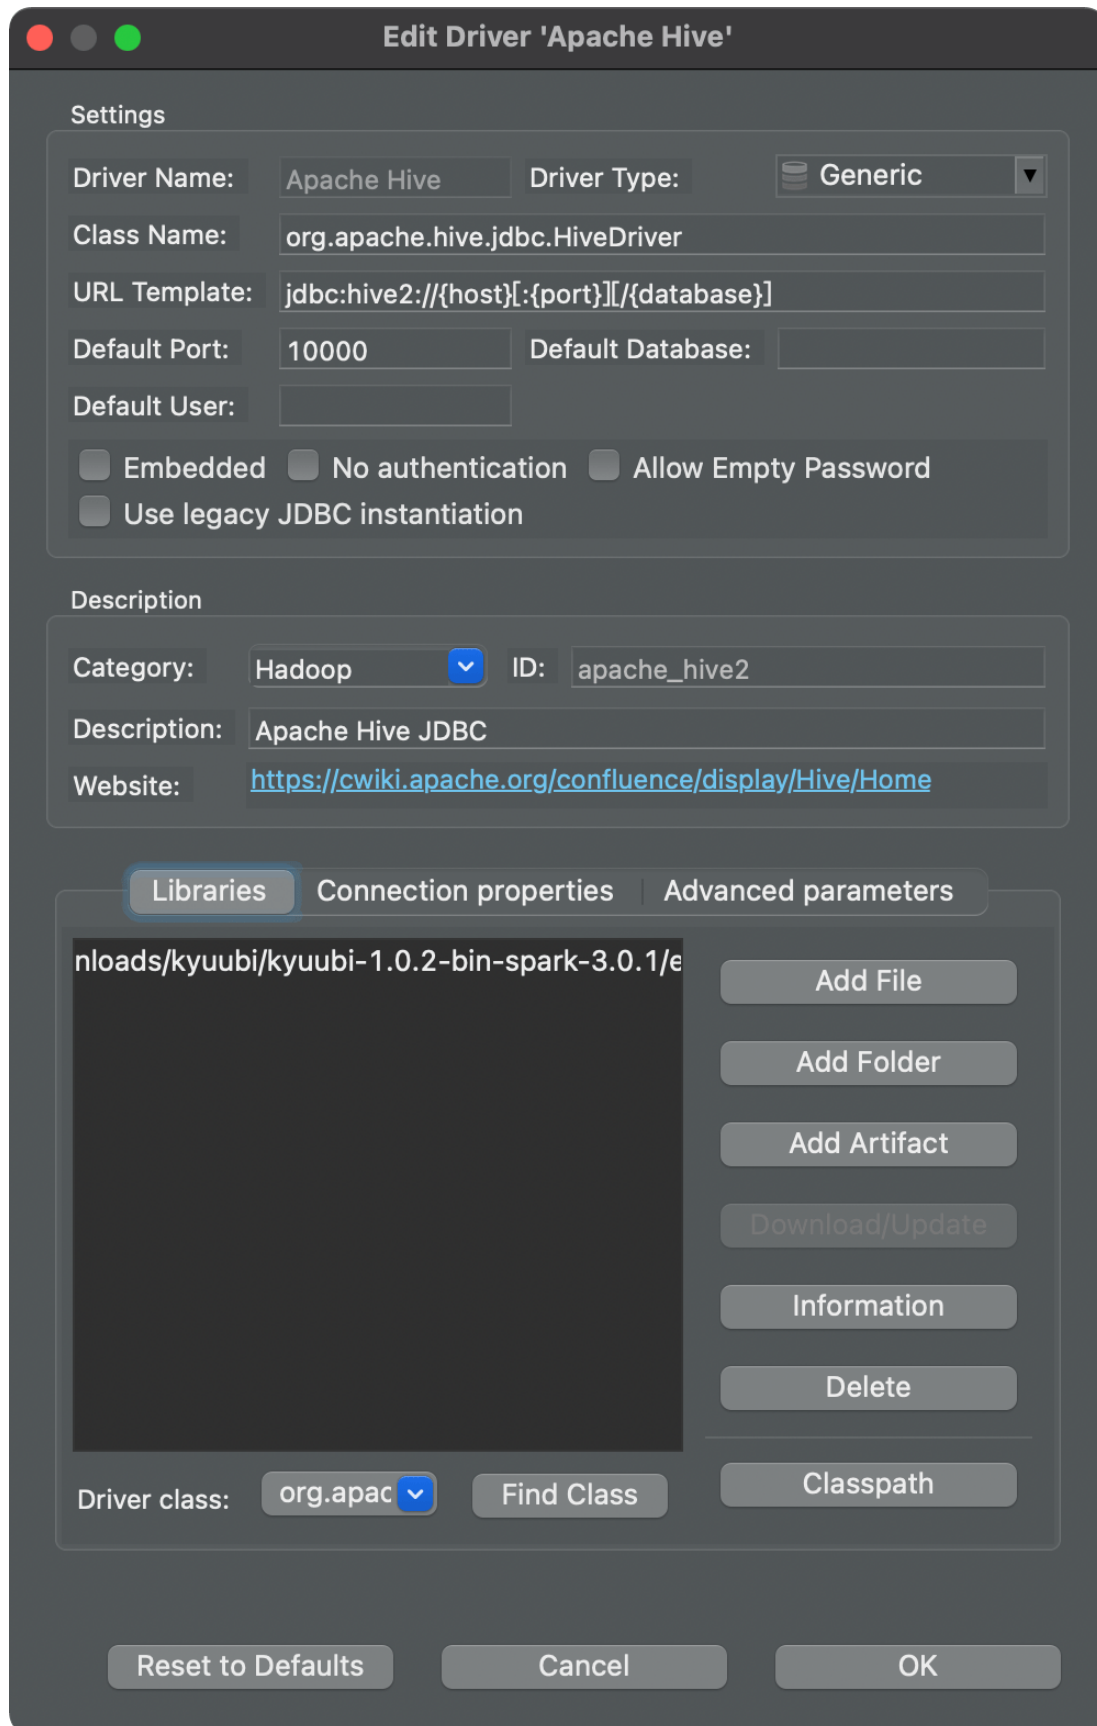 Edit Driver 'Apache Hive'
Settings
Driver Name: Apache Hive Driver Type: Generic
Class Name: org.apache.hive.jdbc.HiveDriver
URL Template: jdbc:hive2://{host}[:{port}][/{database}]
Default Port: 10000 Default Database:
Default User:
Embedded No authentication Allow Empty Password
Use legacy JDBC instantiation
Description
Category: Hadoop ID: apache_hive2
Description: Apache Hive JDBC
Website: https://cwiki.apache.org/confluence/display/Hive/Home
Libraries Connection properties Advanced parameters
nloads/kyuubi/kyuubi-1.0.2-bin-spark-3.0.1/e
Add File
Add Folder
Add Artifact
Download/Update
Information
Delete
Classpath
Driver class: org.apac Find Class
Reset to Defaults Cancel OK